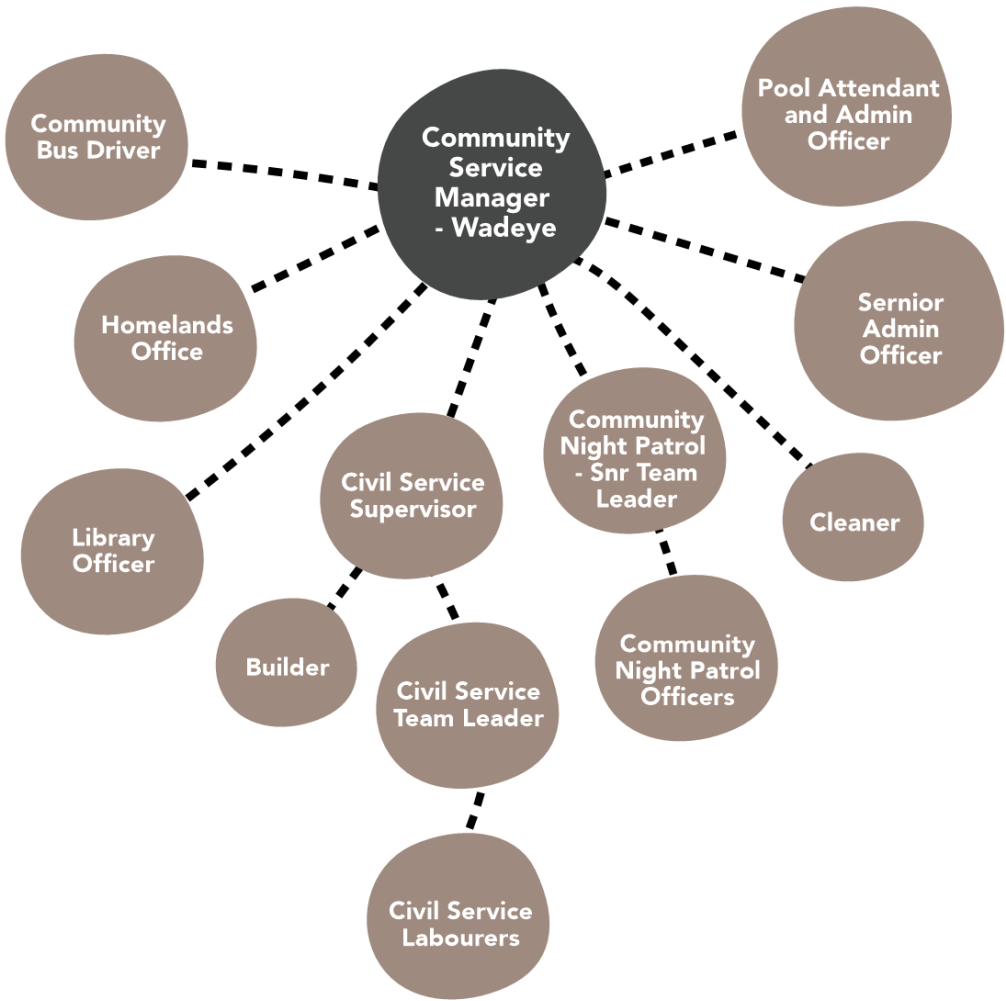 Community
Service
Manager
- Wadeye
Pool Attendant
and Admin
Officer
Community
Bus Driver
Sernior
Admin
Officer
Homelands
Office
Community
Night Patrol
- Snr Team
Leader
Civil Service
Supervisor
Cleaner
Library
Officer
Builder
Community
Night Patrol
Officers
Civil Service
Team Leader
Civil Service
Labourers